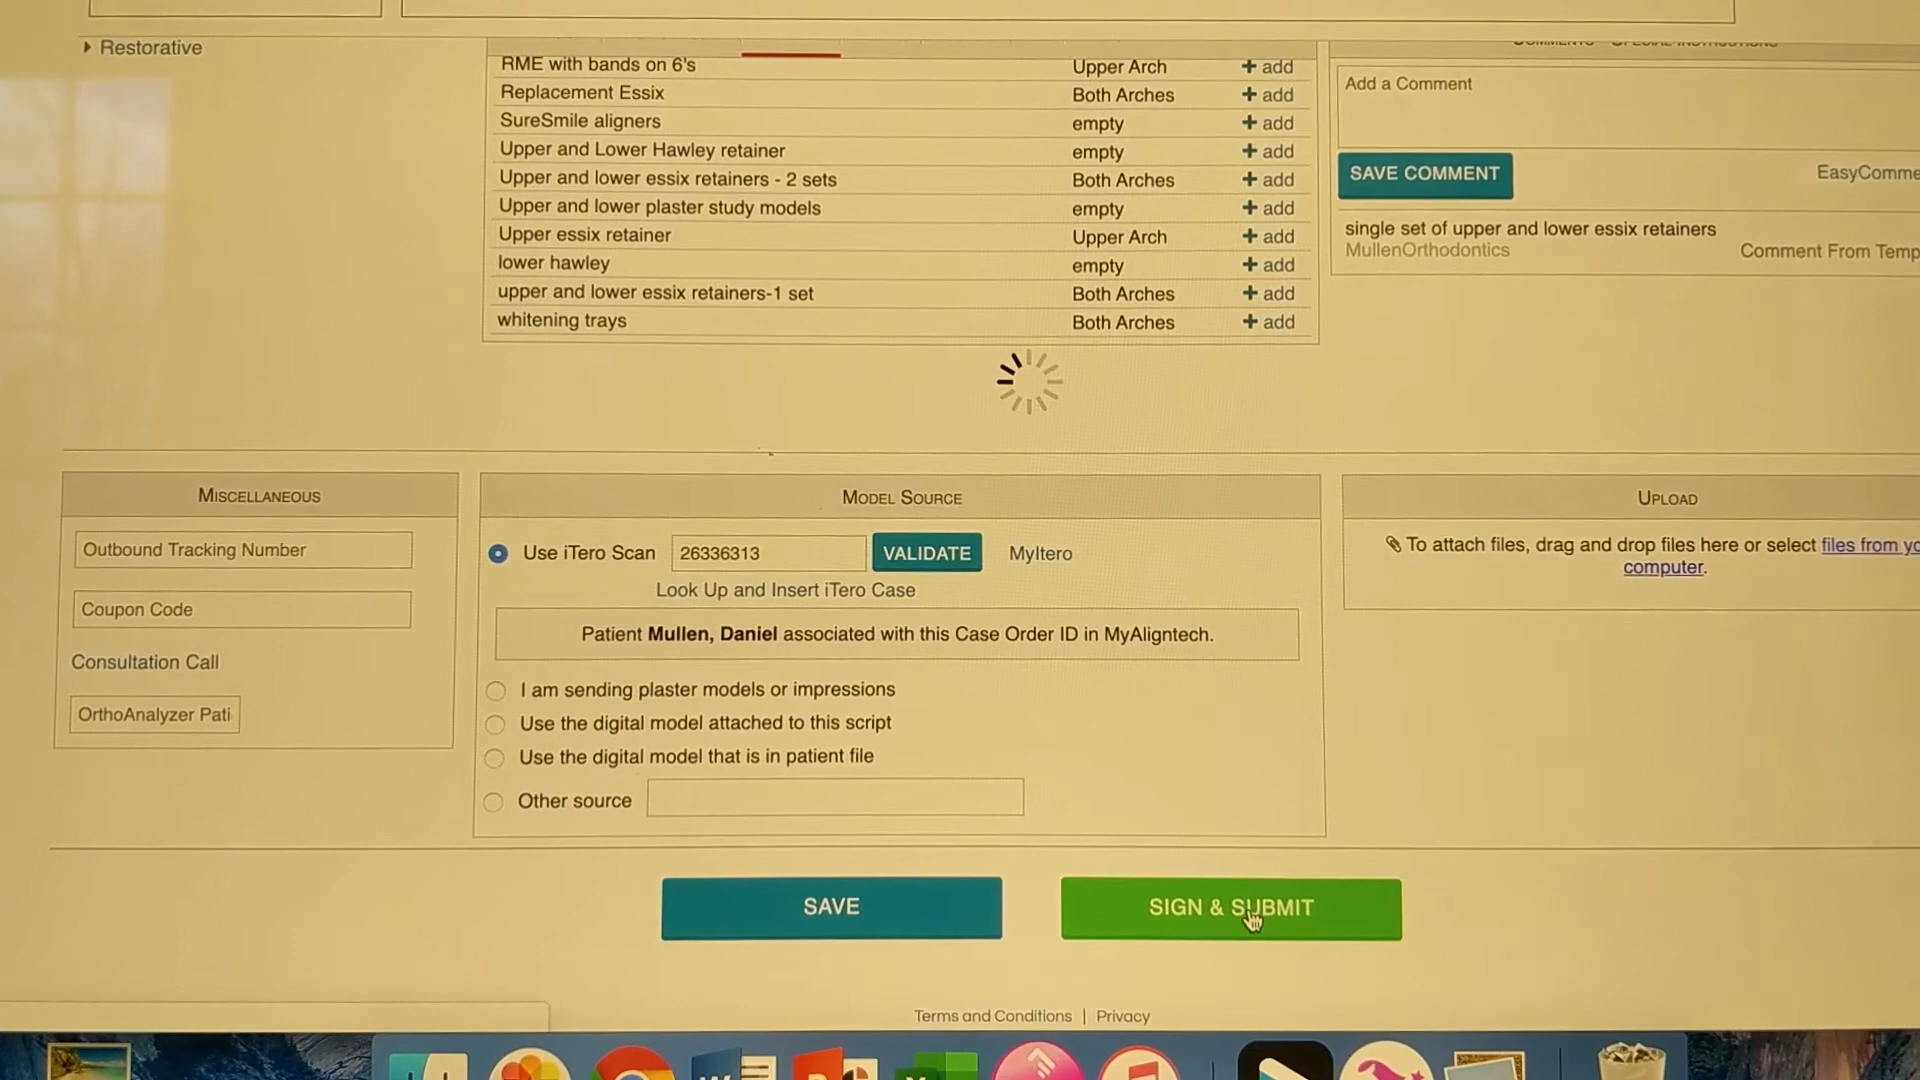 Restorative
RME with bands on 6's Upper Arch + add
Replacement Essix Both Arches + add
SureSmile aligners empty + add
Upper and Lower Hawley retainer empty + add
Upper and lower essix retainers - 2 sets Both Arches + add
Upper and lower plaster study models empty + add
Upper essix retainer Upper Arch + add
lower hawley empty + add
upper and lower essix retainers-1 set Both Arches + add
whitening trays Both Arches + add
Add a Comment
SAVE COMMENT EasyComme
single set of upper and lower essix retainers
MullenOrthodontics Comment From Temp
Miscellaneous
Outbound Tracking Number
Coupon Code
Consultation Call
OrthoAnalyzer Pati
Model Source
Use iTero Scan 26336313 VALIDATE MyItero
Look Up and Insert iTero Case
Patient Mullen, Daniel associated with this Case Order ID in MyAligntech.
I am sending plaster models or impressions
Use the digital model attached to this script
Use the digital model that is in patient file
Other source
Upload
To attach files, drag and drop files here or select files from yo
computer.
SAVE
SIGN & SUBMIT
Terms and Conditions | Privacy